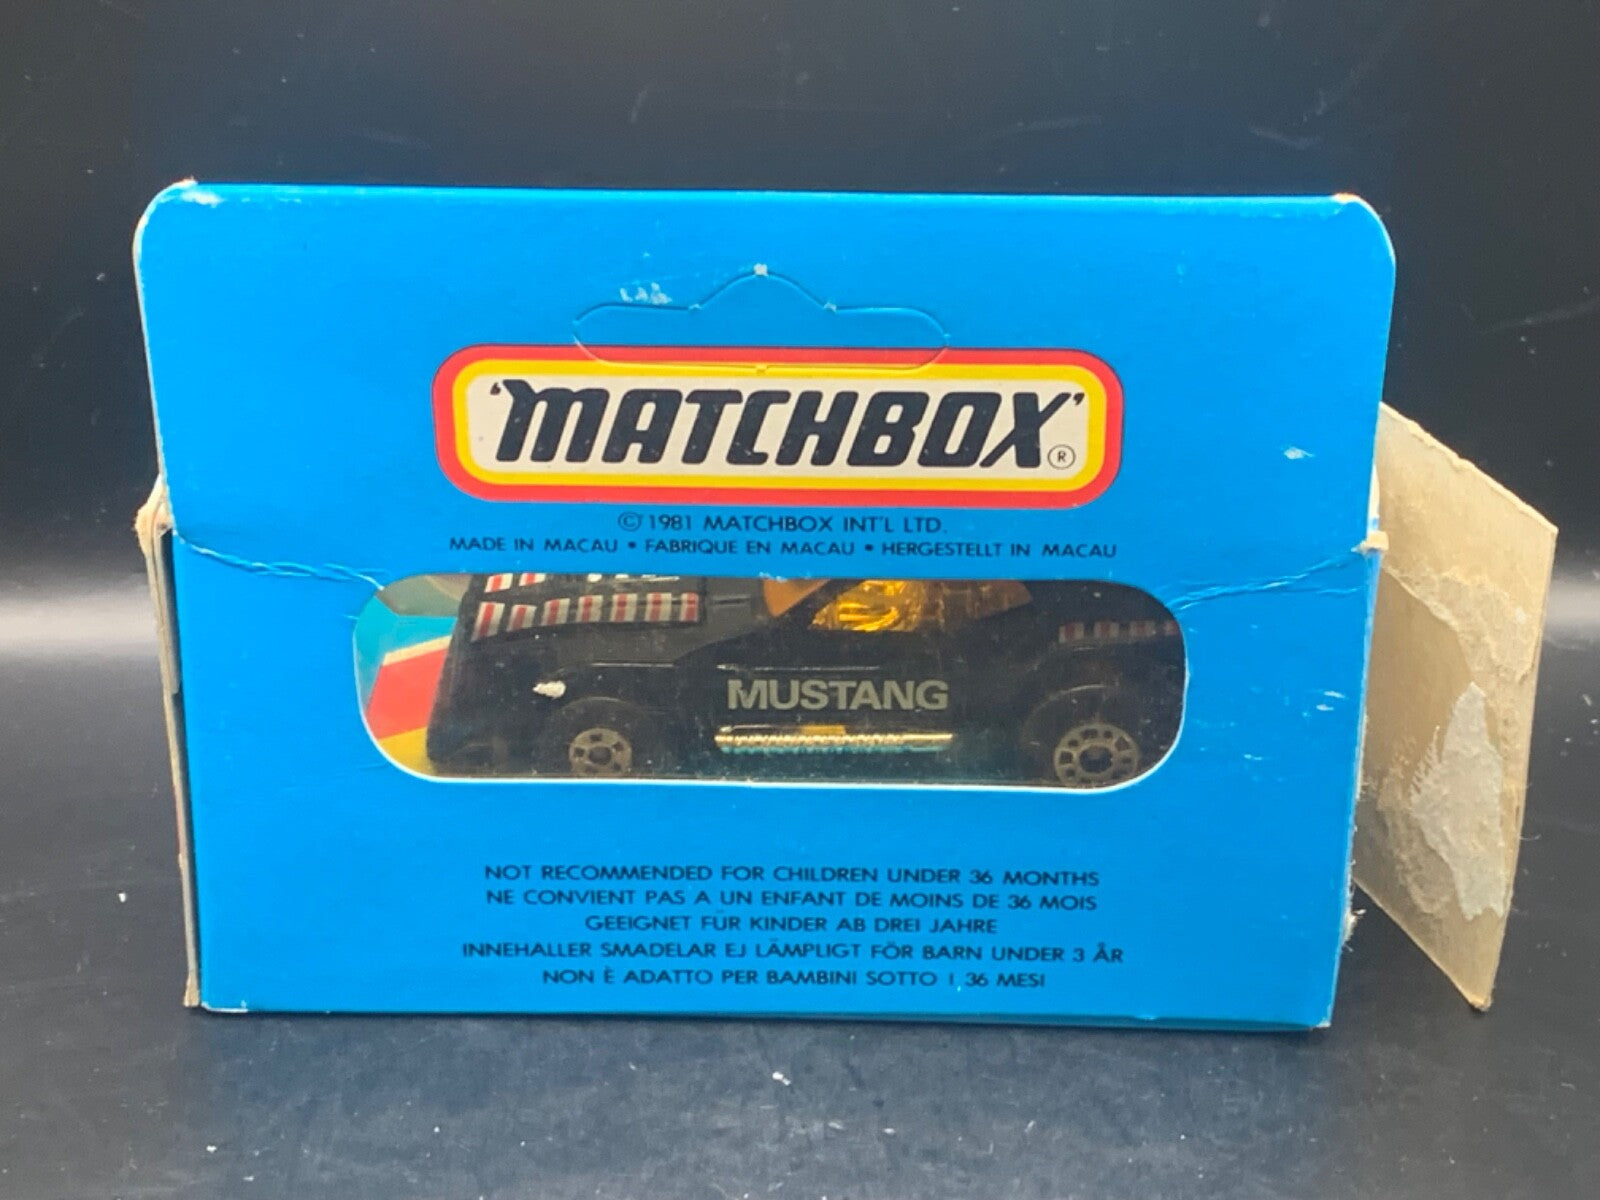 'MATCHBOX' ®
© 1981 MATCHBOX INT'L LTD.
MADE IN MACAU • FABRIQUE EN MACAU • HERGESTELLT IN MACAU
MUSTANG
NOT RECOMMENDED FOR CHILDREN UNDER 36 MONTHS
NE CONVIENT PAS A UN ENFANT DE MOINS DE 36 MOIS
GEEIGNET FÜR KINDER AB DREI JAHRE
INNEHALLER SMADELAR EJ LÄMPLIGT FÖR BARN UNDER 3 ÅR
NON È ADATTO PER BAMBINI SOTTO I 36 MESI